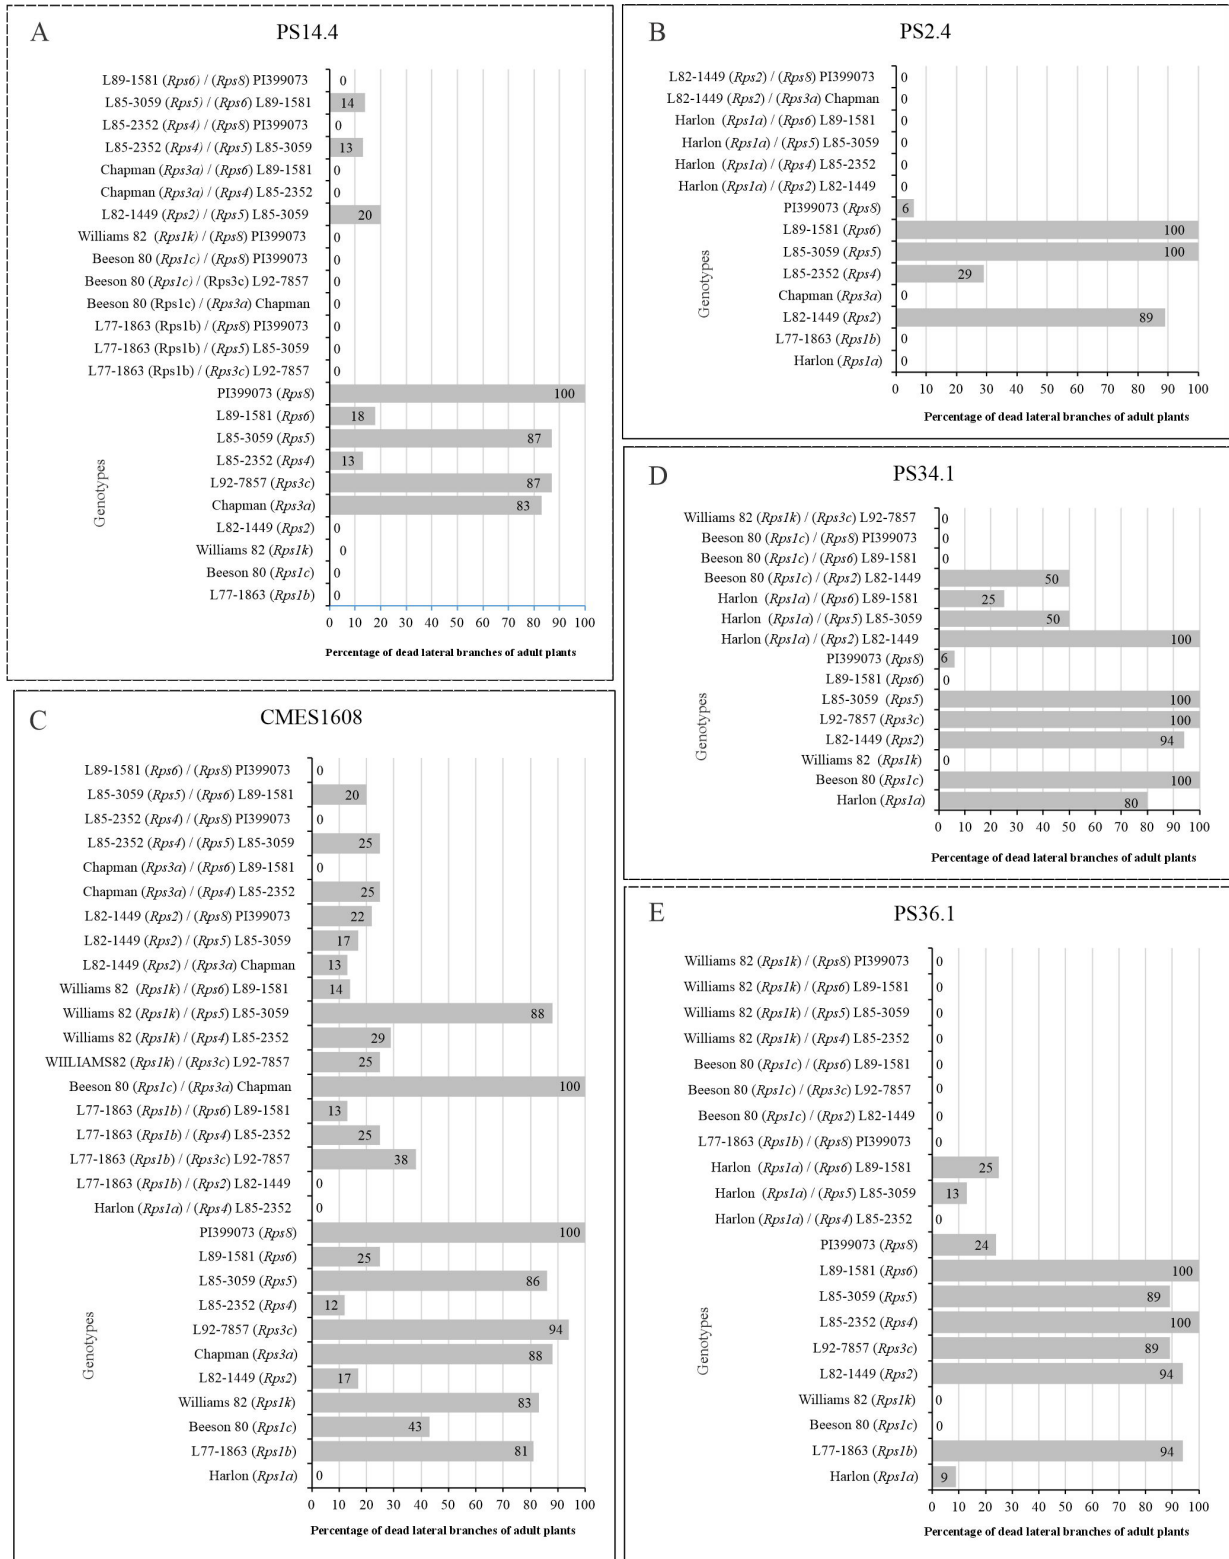 A
PS14.4
L89-1581 (Rps6) / (Rps8) PI399073 0
L85-3059 (Rps5) / (Rps6) L89-1581 14
L85-2352 (Rps4) / (Rps8) PI399073 0
L85-2352 (Rps4) / (Rps5) L85-3059 13
Chapman (Rps3a) / (Rps6) L89-1581 0
Chapman (Rps3a) / (Rps4) L85-2352 0
L82-1449 (Rps2) / (Rps5) L85-3059 20
Williams 82 (Rps1k) / (Rps8) PI399073 0
Beeson 80 (Rps1c) / (Rps8) PI399073 0
Beeson 80 (Rps1c) / (Rps3c) L92-7857 0
Beeson 80 (Rps1c) / (Rps3a) Chapman 0
L77-1863 (Rps1b) / (Rps8) PI399073 0
L77-1863 (Rps1b) / (Rps5) L85-3059 0
L77-1863 (Rps1b) / (Rps3c) L92-7857 0
PI399073 (Rps8) 100
L89-1581 (Rps6) 18
L85-3059 (Rps5) 87
L85-2352 (Rps4) 13
L92-7857 (Rps3c) 87
Chapman (Rps3a) 83
L82-1449 (Rps2) 0
Williams 82 (Rps1k) 0
Beeson 80 (Rps1c) 0
L77-1863 (Rps1b) 0
Genotypes
0 10 20 30 40 50 60 70 80 90 100
Percentage of dead lateral branches of adult plants
B
PS2.4
L82-1449 (Rps2) / (Rps8) PI399073 0
L82-1449 (Rps2) / (Rps3a) Chapman 0
Harlon (Rps1a) / (Rps6) L89-1581 0
Harlon (Rps1a) / (Rps5) L85-3059 0
Harlon (Rps1a) / (Rps4) L85-2352 0
Harlon (Rps1a) / (Rps2) L82-1449 0
PI399073 (Rps8) 6
L89-1581 (Rps6) 100
L85-3059 (Rps5) 100
L85-2352 (Rps4) 29
Chapman (Rps3a) 0
L82-1449 (Rps2) 89
L77-1863 (Rps1b) 0
Harlon (Rps1a) 0
Genotypes
0 10 20 30 40 50 60 70 80 90 100
Percentage of dead lateral branches of adult plants
C
CMES1608
L89-1581 (Rps6) / (Rps8) PI399073 0
L85-3059 (Rps5) / (Rps6) L89-1581 20
L85-2352 (Rps4) / (Rps8) PI399073 0
L85-2352 (Rps4) / (Rps5) L85-3059 25
Chapman (Rps3a) / (Rps6) L89-1581 0
Chapman (Rps3a) / (Rps4) L85-2352 25
L82-1449 (Rps2) / (Rps8) PI399073 22
L82-1449 (Rps2) / (Rps5) L85-3059 17
L82-1449 (Rps2) / (Rps3a) Chapman 13
Williams 82 (Rps1k) / (Rps6) L89-1581 14
Williams 82 (Rps1k) / (Rps5) L85-3059 88
Williams 82 (Rps1k) / (Rps4) L85-2352 29
WIILIAMS82 (Rps1k) / (Rps3c) L92-7857 25
Beeson 80 (Rps1c) / (Rps3a) Chapman 100
L77-1863 (Rps1b) / (Rps6) L89-1581 13
L77-1863 (Rps1b) / (Rps4) L85-2352 25
L77-1863 (Rps1b) / (Rps3c) L92-7857 38
L77-1863 (Rps1b) / (Rps2) L82-1449 0
Harlon (Rps1a) / (Rps4) L85-2352 0
PI399073 (Rps8) 100
L89-1581 (Rps6) 25
L85-3059 (Rps5) 86
L85-2352 (Rps4) 12
L92-7857 (Rps3c) 94
Chapman (Rps3a) 88
L82-1449 (Rps2) 17
Williams 82 (Rps1k) 83
Beeson 80 (Rps1c) 43
L77-1863 (Rps1b) 81
Harlon (Rps1a) 0
Genotypes
0 10 20 30 40 50 60 70 80 90 100
Percentage of dead lateral branches of adult plants
D
PS34.1
Williams 82 (Rps1k) / (Rps3c) L92-7857 0
Beeson 80 (Rps1c) / (Rps8) PI399073 0
Beeson 80 (Rps1c) / (Rps6) L89-1581 0
Beeson 80 (Rps1c) / (Rps2) L82-1449 50
Harlon (Rps1a) / (Rps6) L89-1581 25
Harlon (Rps1a) / (Rps5) L85-3059 50
Harlon (Rps1a) / (Rps2) L82-1449 100
PI399073 (Rps8) 6
L89-1581 (Rps6) 0
L85-3059 (Rps5) 100
L92-7857 (Rps3c) 100
L82-1449 (Rps2) 94
Williams 82 (Rps1k) 0
Beeson 80 (Rps1c) 100
Harlon (Rps1a) 80
Genotypes
0 10 20 30 40 50 60 70 80 90 100
Percentage of dead lateral branches of adult plants
E
PS36.1
Williams 82 (Rps1k) / (Rps8) PI399073 0
Williams 82 (Rps1k) / (Rps6) L89-1581 0
Williams 82 (Rps1k) / (Rps5) L85-3059 0
Williams 82 (Rps1k) / (Rps4) L85-2352 0
Beeson 80 (Rps1c) / (Rps6) L89-1581 0
Beeson 80 (Rps1c) / (Rps3c) L92-7857 0
Beeson 80 (Rps1c) / (Rps2) L82-1449 0
L77-1863 (Rps1b) / (Rps8) PI399073 0
Harlon (Rps1a) / (Rps6) L89-1581 25
Harlon (Rps1a) / (Rps5) L85-3059 13
Harlon (Rps1a) / (Rps4) L85-2352 0
PI399073 (Rps8) 24
L89-1581 (Rps6) 100
L85-3059 (Rps5) 89
L85-2352 (Rps4) 100
L92-7857 (Rps3c) 89
L82-1449 (Rps2) 94
Williams 82 (Rps1k) 0
Beeson 80 (Rps1c) 0
L77-1863 (Rps1b) 94
Harlon (Rps1a) 9
Genotypes
0 10 20 30 40 50 60 70 80 90 100
Percentage of dead lateral branches of adult plants